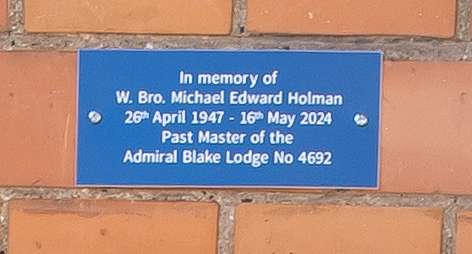 In memory of
W. Bro. Michael Edward Holman
26th April 1947 - 16th May 2024
Past Master of the
Admiral Blake Lodge No 4692